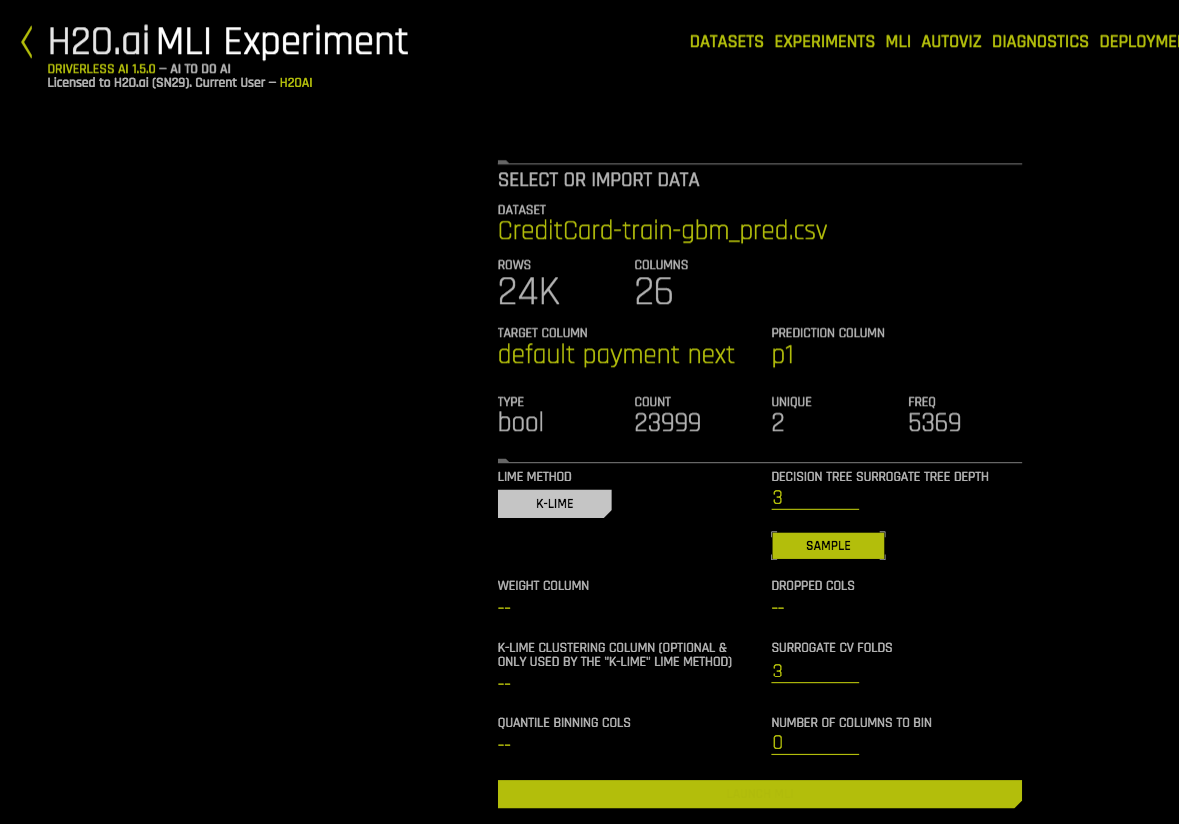 H2O.ai MLI Experiment
DRIVERLESS AI 1.5.0 – AI TO DO AI
Licensed to H2O.ai (SN29). Current User – H2OAI
DATASETS EXPERIMENTS MLI AUTOVIZ DIAGNOSTICS DEPLOYME
SELECT OR IMPORT DATA
DATASET
CreditCard-train-gbm_pred.csv
ROWS COLUMNS
24K 26
TARGET COLUMN PREDICTION COLUMN
default payment next p1
TYPE COUNT UNIQUE FREQ
bool 23999 2 5369
LIME METHOD DECISION TREE SURROGATE TREE DEPTH
K-LIME 3
SAMPLE
WEIGHT COLUMN DROPPED COLS
-- --
K-LIME CLUSTERING COLUMN (OPTIONAL & SURROGATE CV FOLDS
ONLY USED BY THE "K-LIME" LIME METHOD)
-- 3
QUANTILE BINNING COLS NUMBER OF COLUMNS TO BIN
-- 0